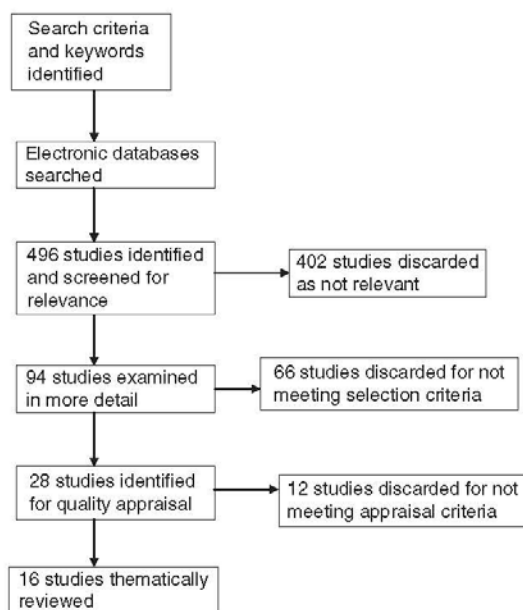 Search criteria
and keywords
identified
Electronic databases
searched
496 studies identified
and screened for
relevance
402 studies discarded
as not relevant
94 studies examined
in more detail
66 studies discarded for not
meeting selection criteria
28 studies identified
for quality appraisal
12 studies discarded for not
meeting appraisal criteria
16 studies thematically
reviewed